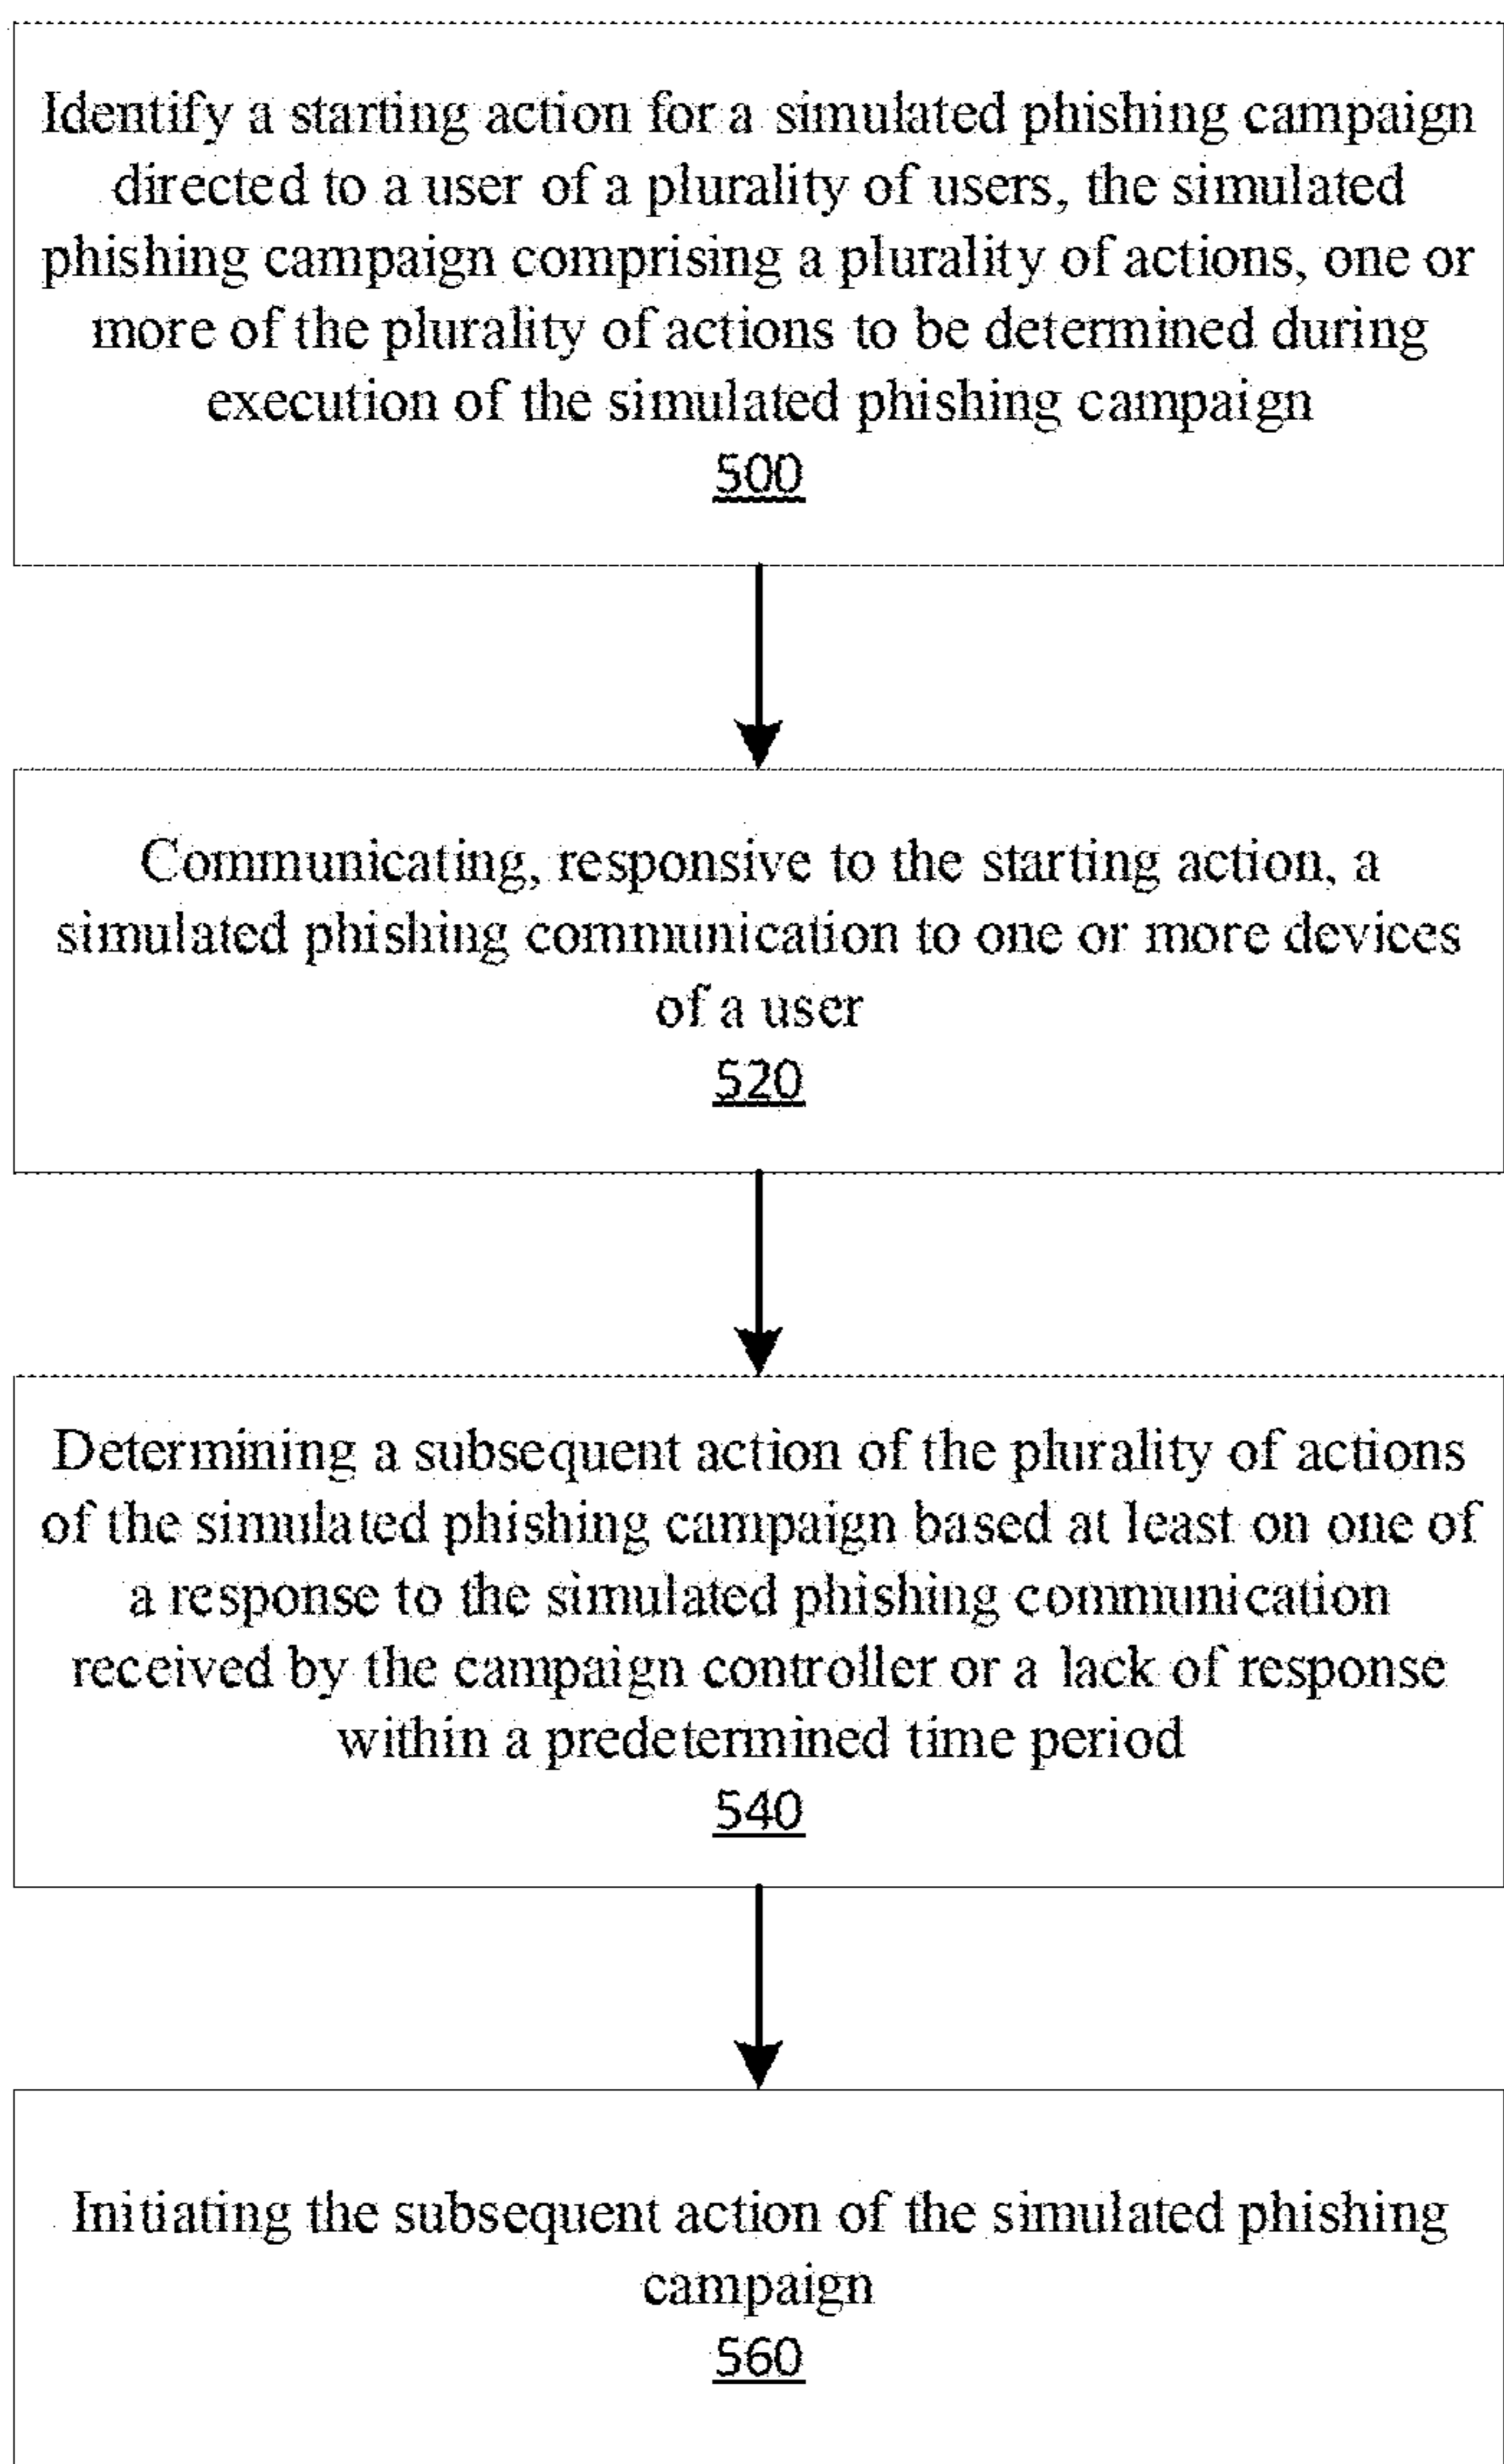 Identify a starting action for a simulated phishing campaign
directed to a user of a plurality of users, the simulated
phishing campaign comprising a plurality of actions, one or
more of the plurality of actions to be determined during
execution of the simulated phishing campaign
500
Communicating, responsive to the starting action, a
simulated phishing communication to one or more devices
of a user
520
Determining a subsequent action of the plurality of actions
of the simulated phishing campaign based at least on one of
a response to the simulated phishing communication
received by the campaign controller or a lack of response
within a predetermined time period
540
Initiating the subsequent action of the simulated phishing
campaign
560